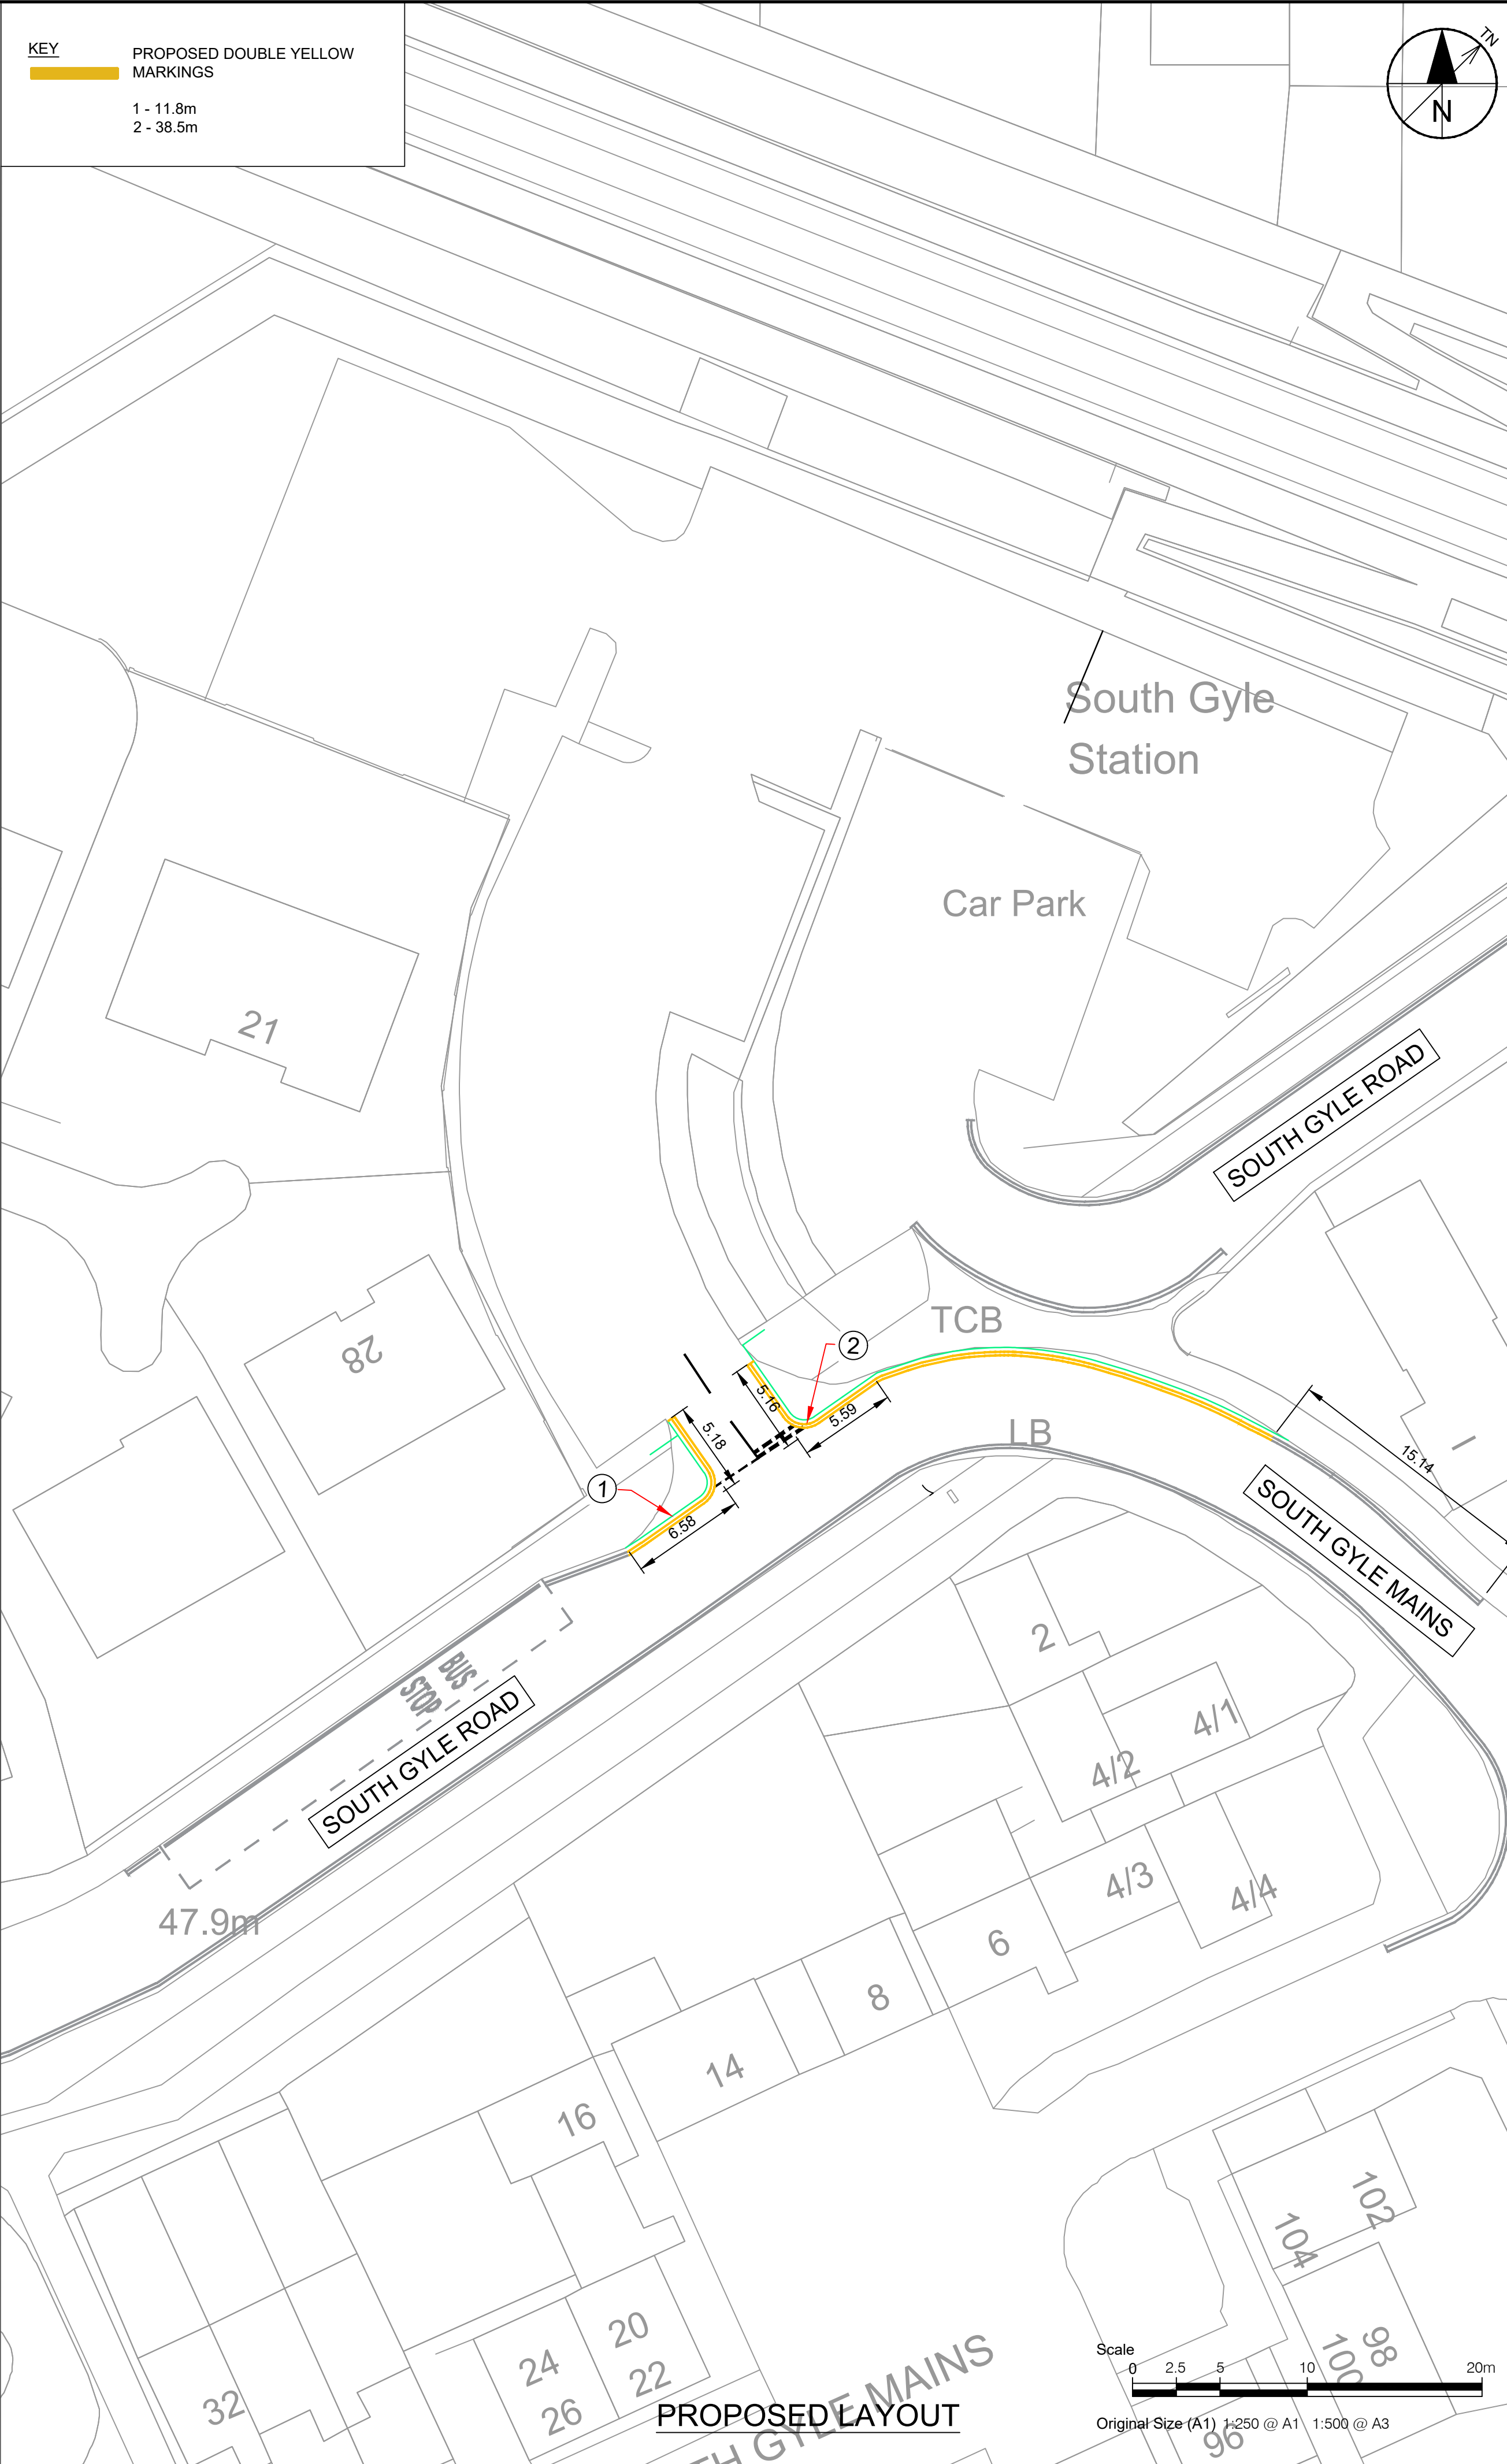 KEY
PROPOSED DOUBLE YELLOW
MARKINGS
1 - 11.8m
2 - 38.5m
TN
N
South Gyle
Station
Car Park
21
SOUTH GYLE ROAD
28
TCB
2
5.16
5.59
5.18
LB
1
6.58
15.14
SOUTH GYLE MAINS
BUS
STOP
SOUTH GYLE ROAD
2
4/1
4/2
4/3
4/4
47.9m
6
8
14
16
102
104
20
22
24
26
32
98
100
96
Scale
0 2.5 5 10 20m
Original Size (A1) 1:250 @ A1 1:500 @ A3
TH GYLE MAINS
PROPOSED LAYOUT